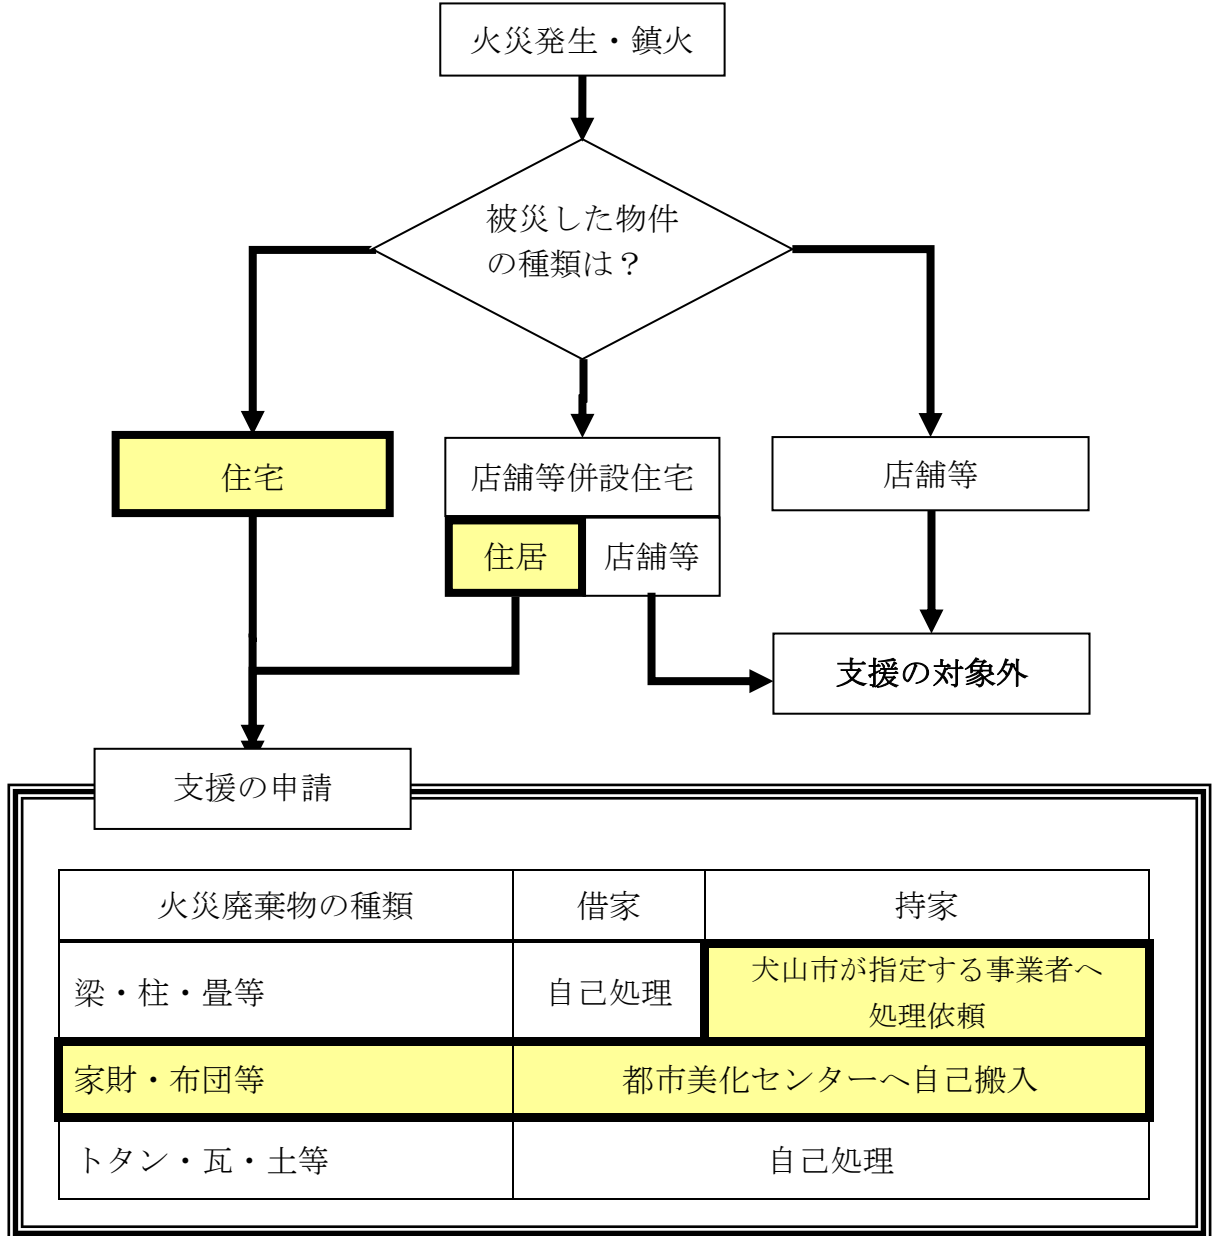 火災発生・鎮火
被災した物件
の種類は？
住宅
店舗等併設住宅
店舗等
住居
店舗等
支援の対象外
支援の申請
火災廃棄物の種類
借家
持家
梁・柱・畳等
自己処理
犬山市が指定する事業者へ
処理依頼
家財・布団等
都市美化センターへ自己搬入
トタン・瓦・土等
自己処理